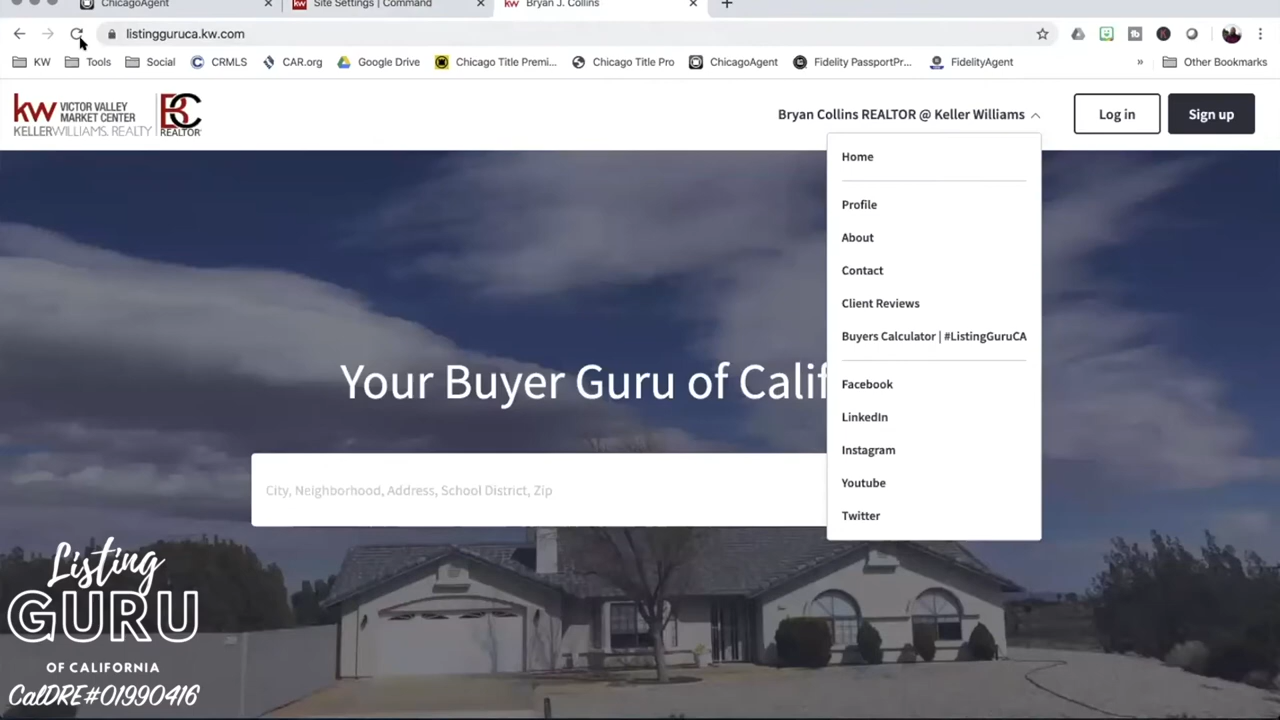 ChicagoAgent
Site Settings | Command
Bryan J. Collins
listingguruca.kw.com
KW
Tools
Social
CRMLS
CAR.org
Google Drive
Chicago Title Premi...
Chicago Title Pro
ChicagoAgent
Fidelity PassportPr...
FidelityAgent
»
Other Bookmarks
kw VICTOR VALLEY
MARKET CENTER
KELLERWILLIAMS. REALTY
BC
REALTOR
Bryan Collins REALTOR @ Keller Williams
Log in
Sign up
Home
Profile
About
Contact
Client Reviews
Buyers Calculator | #ListingGuruCA
Facebook
LinkedIn
Instagram
Youtube
Twitter
Your Buyer Guru of Calif
City, Neighborhood, Address, School District, Zip
Listing
GURU
OF CALIFORNIA
CalDRE#01990416